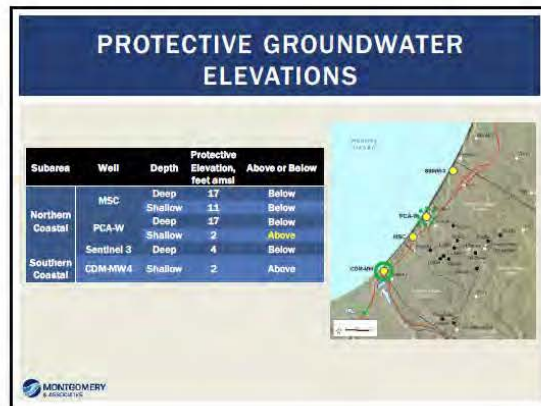 PROTECTIVE GROUNDWATER
ELEVATIONS
Subarea Well Depth Protective Elevation, feet amsl Above or Below
Northern Coastal MSC Deep 17 Below
Shallow 11 Below
PCA-W Deep 17 Below
Shallow 2 Above
Sentinel 3 Deep 4 Below
Southern Coastal CDM-MW4 Shallow 2 Above
PCA-W
MSC
MONTGOMERY
& ASSOCIATES